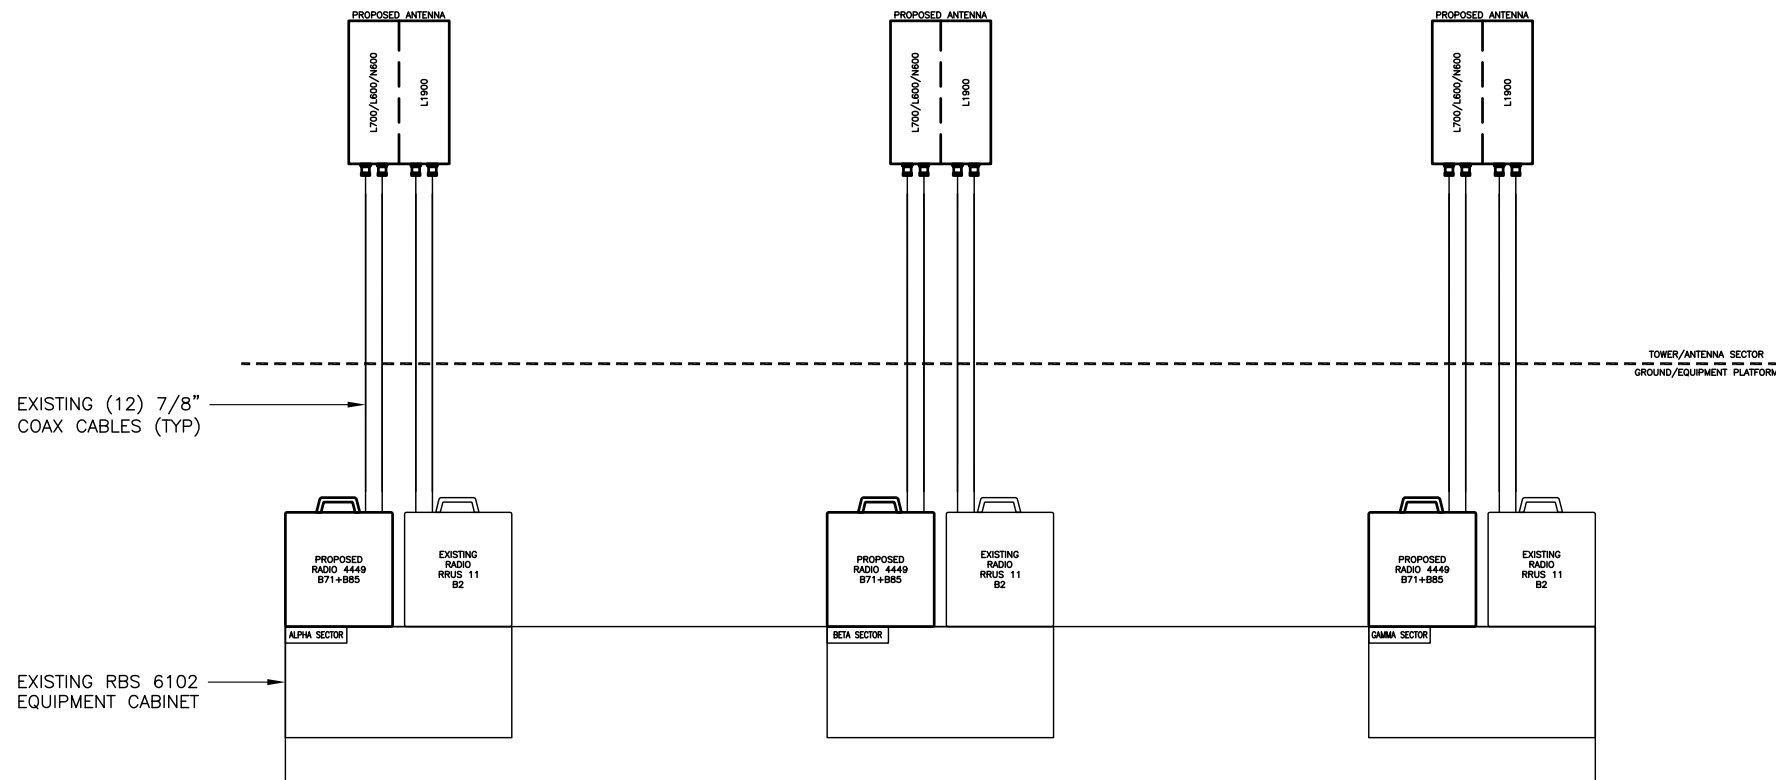 PROPOSED ANTENNA
PROPOSED ANTENNA
PROPOSED ANTENNA
L700/L600/N600
L1900
L700/L600/N600
L1900
L700/L600/N600
L1900
TOWER/ANTENNA SECTOR
GROUND/EQUIPMENT PLATFORM
EXISTING (12) 7/8"
COAX CABLES (TYP)
PROPOSED
RADIO 4449
B71+B85
EXISTING
RADIO
RRUS 11
B2
PROPOSED
RADIO 4449
B71+B85
EXISTING
RADIO
RRUS 11
B2
PROPOSED
RADIO 4449
B71+B85
EXISTING
RADIO
RRUS 11
B2
ALPHA SECTOR
BETA SECTOR
GAMMA SECTOR
EXISTING RBS 6102
EQUIPMENT CABINET